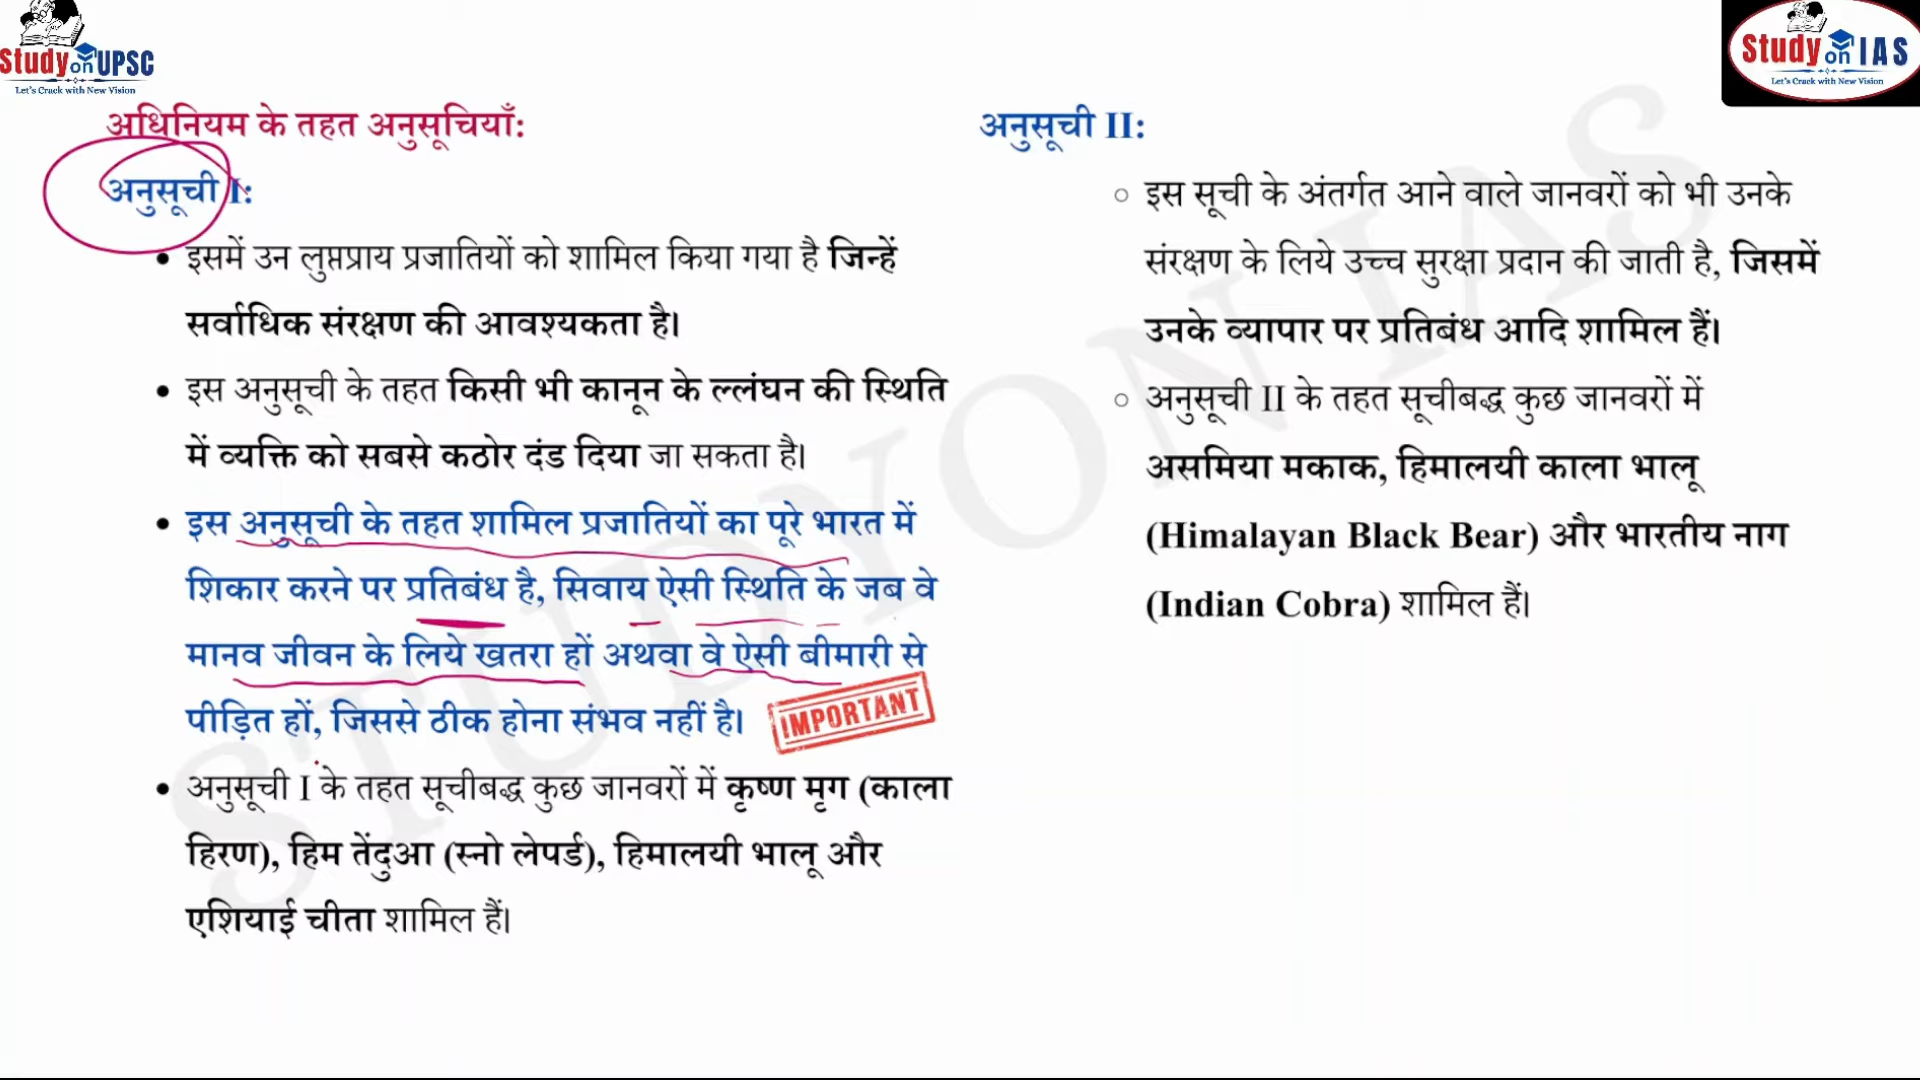 Study on UPSC
Let's Crack with New Vision
Study on IAS
Let's Crack with New Vision
अधिनियम के तहत अनुसूचियाँ:
अनुसूची I:
• इसमें उन लुप्तप्राय प्रजातियों को शामिल किया गया है जिन्हें
सर्वाधिक संरक्षण की आवश्यकता है।
• इस अनुसूची के तहत किसी भी कानून के ल्लंघन की स्थिति
में व्यक्ति को सबसे कठोर दंड दिया जा सकता है।
• इस अनुसूची के तहत शामिल प्रजातियों का पूरे भारत में
शिकार करने पर प्रतिबंध है, सिवाय ऐसी स्थिति के जब वे
मानव जीवन के लिये खतरा हों अथवा वे ऐसी बीमारी से
पीड़ित हों, जिससे ठीक होना संभव नहीं है।
IMPORTANT
• अनुसूची I के तहत सूचीबद्ध कुछ जानवरों में कृष्ण मृग (काला
हिरण), हिम तेंदुआ (स्नो लेपर्ड), हिमालयी भालू और
एशियाई चीता शामिल हैं।
अनुसूची II:
○ इस सूची के अंतर्गत आने वाले जानवरों को भी उनके
संरक्षण के लिये उच्च सुरक्षा प्रदान की जाती है, जिसमें
उनके व्यापार पर प्रतिबंध आदि शामिल हैं।
○ अनुसूची II के तहत सूचीबद्ध कुछ जानवरों में
असमिया मकाक, हिमालयी काला भालू
(Himalayan Black Bear) और भारतीय नाग
(Indian Cobra) शामिल हैं।
STUDY ON IAS